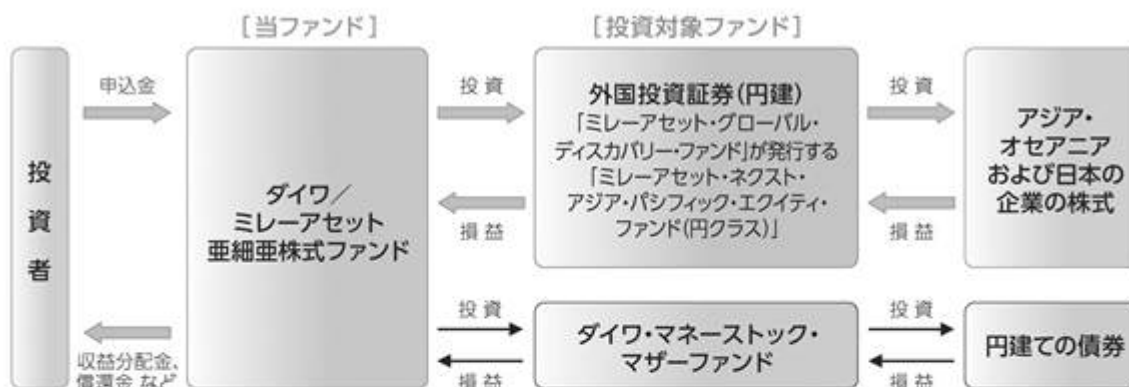 [当ファンド]
[投資対象ファンド]
投資者
申込金
収益分配金、
償還金 など
ダイワ／
ミレーアセット
亜細亜株式ファンド
投 資
損 益
外国投資証券(円建)
「ミレーアセット・グローバル・
ディスカバリー・ファンド」が発行する
「ミレーアセット・ネクスト・
アジア・パシフィック・エクイティ・
ファンド(円クラス)」
投 資
損 益
アジア・
オセアニア
および日本の
企業の株式
投 資
損 益
ダイワ・マネーストック・
マザーファンド
投 資
損 益
円建ての債券